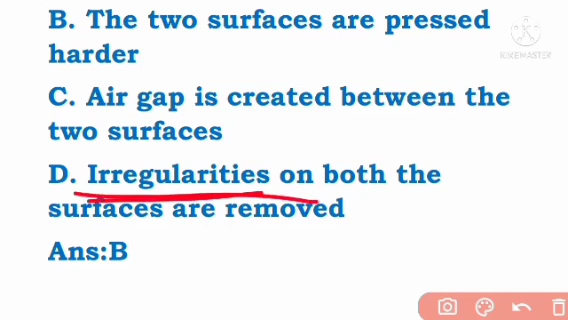 B. The two surfaces are pressed
harder
KINEMASTER
C. Air gap is created between the
two surfaces
D. Irregularities on both the
surfaces are removed
Ans:B